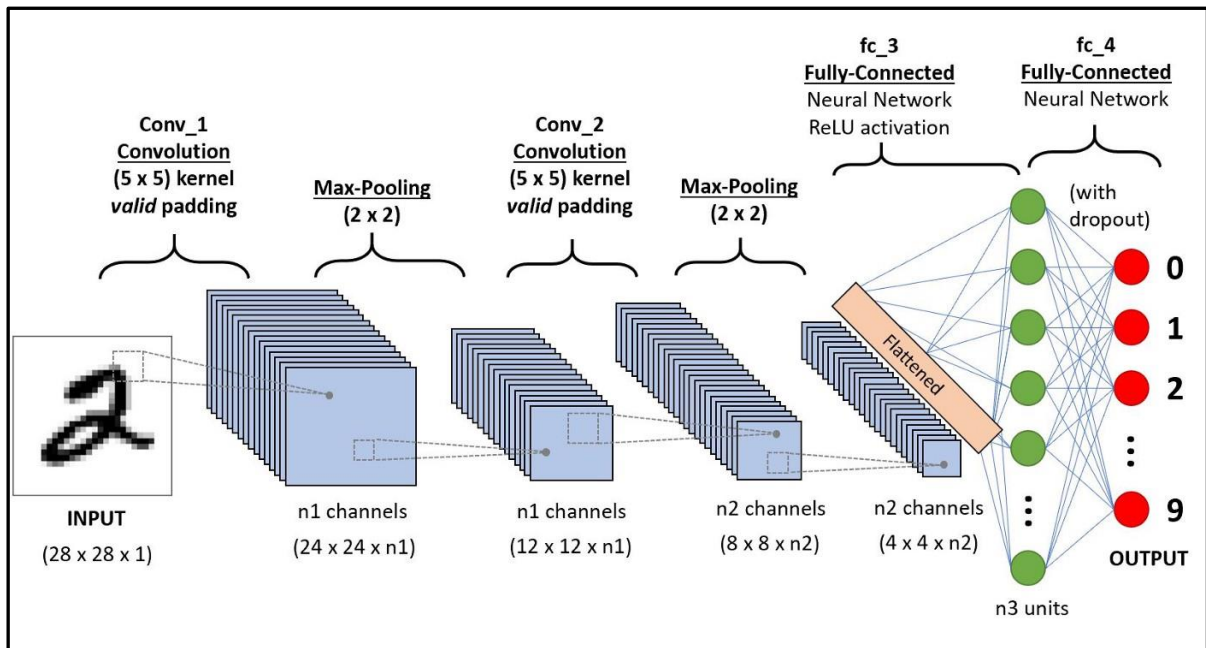 Conv_1
Convolution
(5 x 5) kernel
valid padding
Max-Pooling
(2 x 2)
Conv_2
Convolution
(5 x 5) kernel
valid padding
Max-Pooling
(2 x 2)
fc_3
Fully-Connected
Neural Network
ReLU activation
fc_4
Fully-Connected
Neural Network
(with
dropout)
Flattened
0
1
2
9
OUTPUT
2
INPUT
(28 x 28 x 1)
n1 channels
(24 x 24 x n1)
n1 channels
(12 x 12 x n1)
n2 channels
(8 x 8 x n2)
n2 channels
(4 x 4 x n2)
n3 units